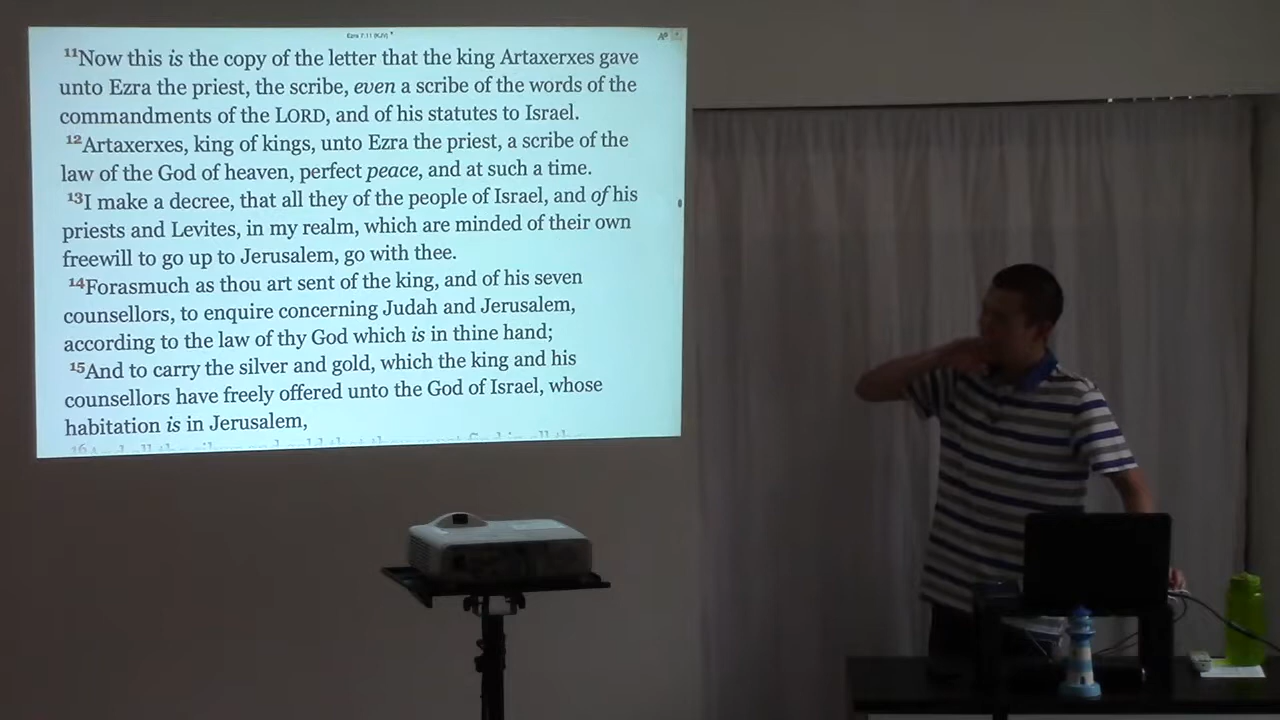 Ezra 7:11 (KJV)
11Now this is the copy of the letter that the king Artaxerxes gave
unto Ezra the priest, the scribe, even a scribe of the words of the
commandments of the LORD, and of his statutes to Israel.
12Artaxerxes, king of kings, unto Ezra the priest, a scribe of the
law of the God of heaven, perfect peace, and at such a time.
13I make a decree, that all they of the people of Israel, and of his
priests and Levites, in my realm, which are minded of their own
freewill to go up to Jerusalem, go with thee.
14Forasmuch as thou art sent of the king, and of his seven
counsellors, to enquire concerning Judah and Jerusalem,
according to the law of thy God which is in thine hand;
15And to carry the silver and gold, which the king and his
counsellors have freely offered unto the God of Israel, whose
habitation is in Jerusalem,